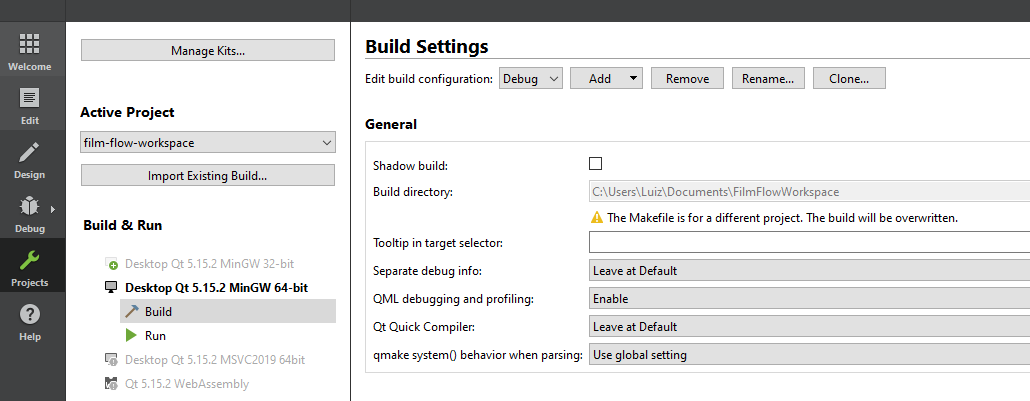 Welcome
Edit
Design
Debug
Projects
Help
Manage Kits...
Active Project
film-flow-workspace
Import Existing Build...
Build & Run
Desktop Qt 5.15.2 MinGW 32-bit
Desktop Qt 5.15.2 MinGW 64-bit
Build
Run
Desktop Qt 5.15.2 MSVC2019 64bit
Qt 5.15.2 WebAssembly
Build Settings
Edit build configuration: Debug Add Remove Rename... Clone...
General
Shadow build:
Build directory: C:\Users\Luiz\Documents\FilmFlowWorkspace
The Makefile is for a different project. The build will be overwritten.
Tooltip in target selector:
Separate debug info: Leave at Default
QML debugging and profiling: Enable
Qt Quick Compiler: Leave at Default
qmake system() behavior when parsing: Use global setting